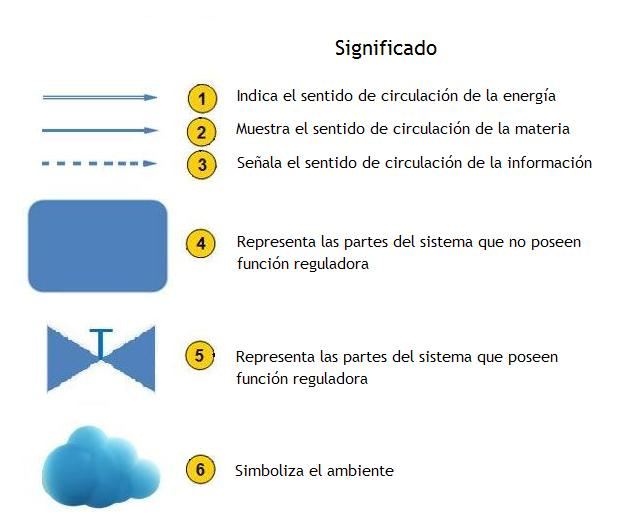 Significado
1 Indica el sentido de circulación de la energía
2 Muestra el sentido de circulación de la materia
3 Señala el sentido de circulación de la información
4 Representa las partes del sistema que no poseen
función reguladora
5 Representa las partes del sistema que poseen
función reguladora
6 Simboliza el ambiente